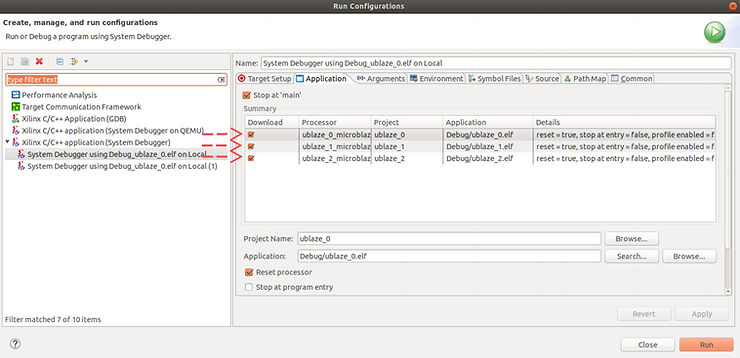 Run Configurations
Create, manage, and run configurations
Run or Debug a program using System Debugger.
type filter text
Performance Analysis
Target Communication Framework
Xilinx C/C++ Application (GDB)
Xilinx C/C++ application (System Debugger on QEMU)
Xilinx C/C++ application (System Debugger)
System Debugger using Debug_ublaze_0.elf on Local
System Debugger using Debug_ublaze_0.elf on Local (1)
Filter matched 7 of 10 items
Name: System Debugger using Debug_ublaze_0.elf on Local
Target Setup Application Arguments Environment Symbol Files Source Path Map Common
Stop at 'main'
Summary
Download Processor Project Application Details
ublaze_0_microblaz ublaze_0 Debug/ublaze_0.elf reset = true, stop at entry = false, profile enabled = f
ublaze_1_microblaz ublaze_1 Debug/ublaze_1.elf reset = true, stop at entry = false, profile enabled = f
ublaze_2_microblaz ublaze_2 Debug/ublaze_2.elf reset = true, stop at entry = false, profile enabled = f
Project Name: ublaze_0 Browse...
Application: Debug/ublaze_0.elf Search... Browse...
Reset processor
Stop at program entry
Revert Apply
Close Run